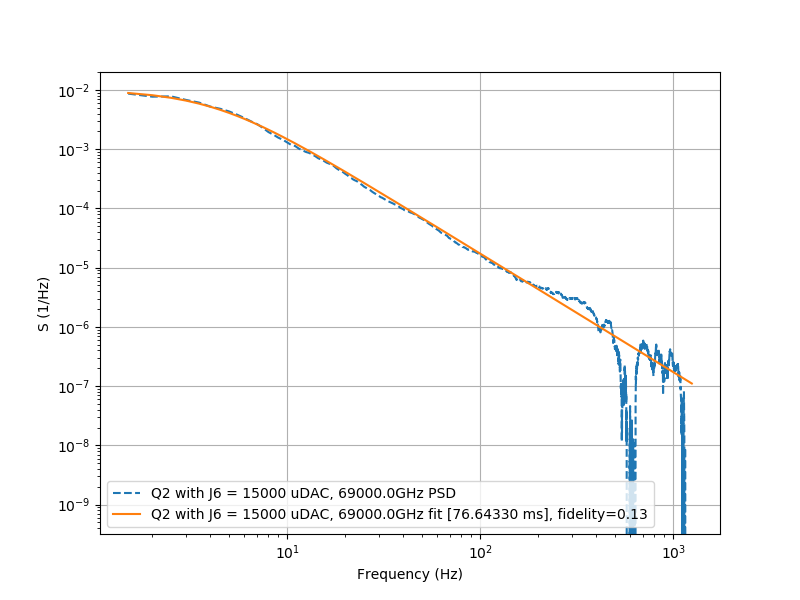 10⁻²
10⁻³
10⁻⁴
10⁻⁵
10⁻⁶
10⁻⁷
10⁻⁸
10⁻⁹
S (1/Hz)
Q2 with J6 = 15000 uDAC, 69000.0GHz PSD
Q2 with J6 = 15000 uDAC, 69000.0GHz fit [76.64330 ms], fidelity=0.13
10¹ 10² 10³
Frequency (Hz)